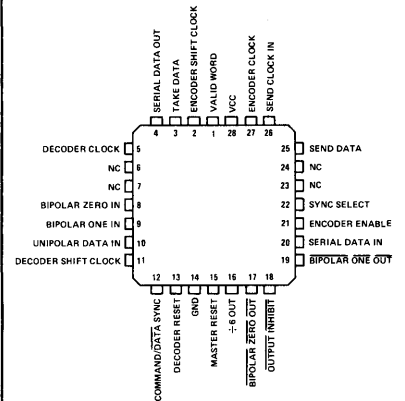 SERIAL DATA OUT
TAKE DATA
ENCODER SHIFT CLOCK
VALID WORD
VCC
ENCODER CLOCK
SEND CLOCK IN
4 3 2 1 28 27 26
DECODER CLOCK 5
NC 6
NC 7
BIPOLAR ZERO IN 8
BIPOLAR ONE IN 9
UNIPOLAR DATA IN 10
DECODER SHIFT CLOCK 11
25 SEND DATA
24 NC
23 NC
22 SYNC SELECT
21 ENCODER ENABLE
20 SERIAL DATA IN
19 BIPOLAR ONE OUT
12 13 14 15 16 17 18
COMMAND/DATA SYNC
DECODER RESET
GND
MASTER RESET
÷6 OUT
BIPOLAR ZERO OUT
OUTPUT INHIBIT